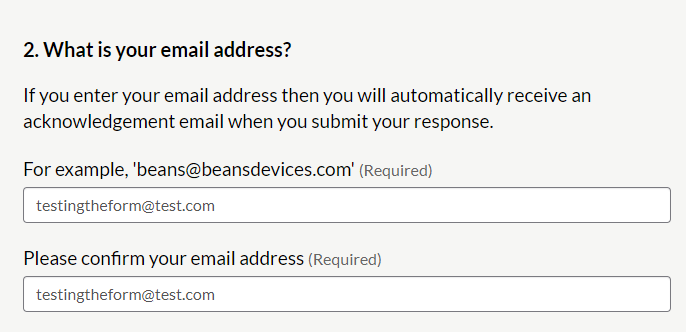 2. What is your email address?
If you enter your email address then you will automatically receive an
acknowledgement email when you submit your response.
For example, 'beans@beansdevices.com' (Required)
testingtheform@test.com
Please confirm your email address (Required)
testingtheform@test.com